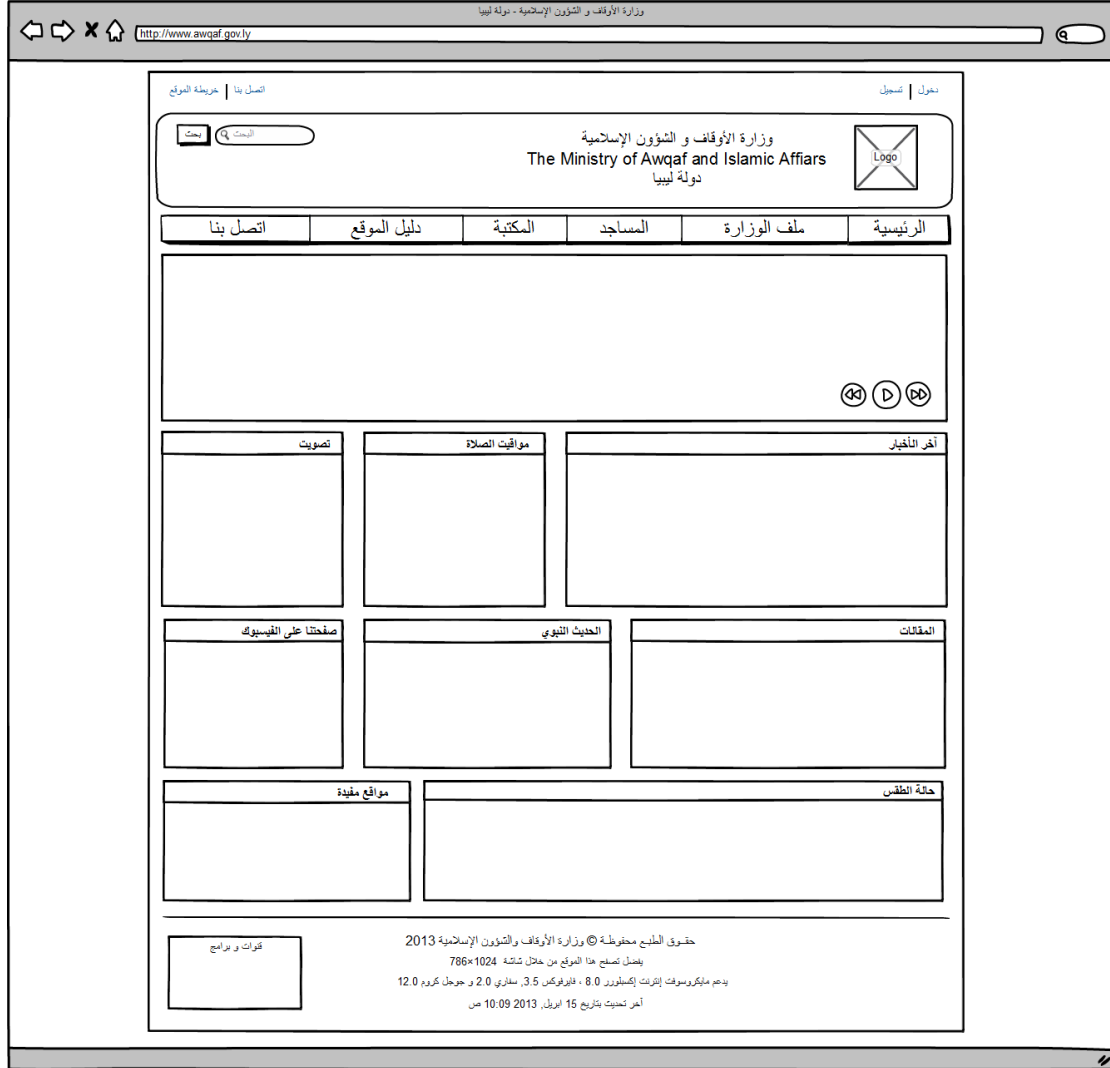 وزارة الأوقاف و الشؤون الإسلامية - دولة ليبيا
http://www.awqaf.gov.ly
دخول | تسجيل
اتصل بنا | خريطة الموقع
وزارة الأوقاف و الشؤون الإسلامية
The Ministry of Awqaf and Islamic Affiars
دولة ليبيا
Logo
البحث
بحث
الرئيسية
ملف الوزارة
المساجد
المكتبة
دليل الموقع
اتصل بنا
أخر الأخبار
مواقيت الصلاة
تصويت
المقالات
الحديث النبوي
صفحتنا على الفيسبوك
حالة الطقس
مواقع مفيدة
حقـوق الطبـع محفوظـة © وزارة الأوقاف والشؤون الإسلامية 2013
يفضل تصفح هذا الموقع من خلال شاشة 1024×786
يدعم مايكروسوفت إنترنت إكسبلورر 8.0 ، فايرفوكس 3.5, سفاري 2.0 و جوجل كروم 12.0
أخر تحديث بتاريخ 15 ابريل, 2013 10:09 ص
قنوات و برامج